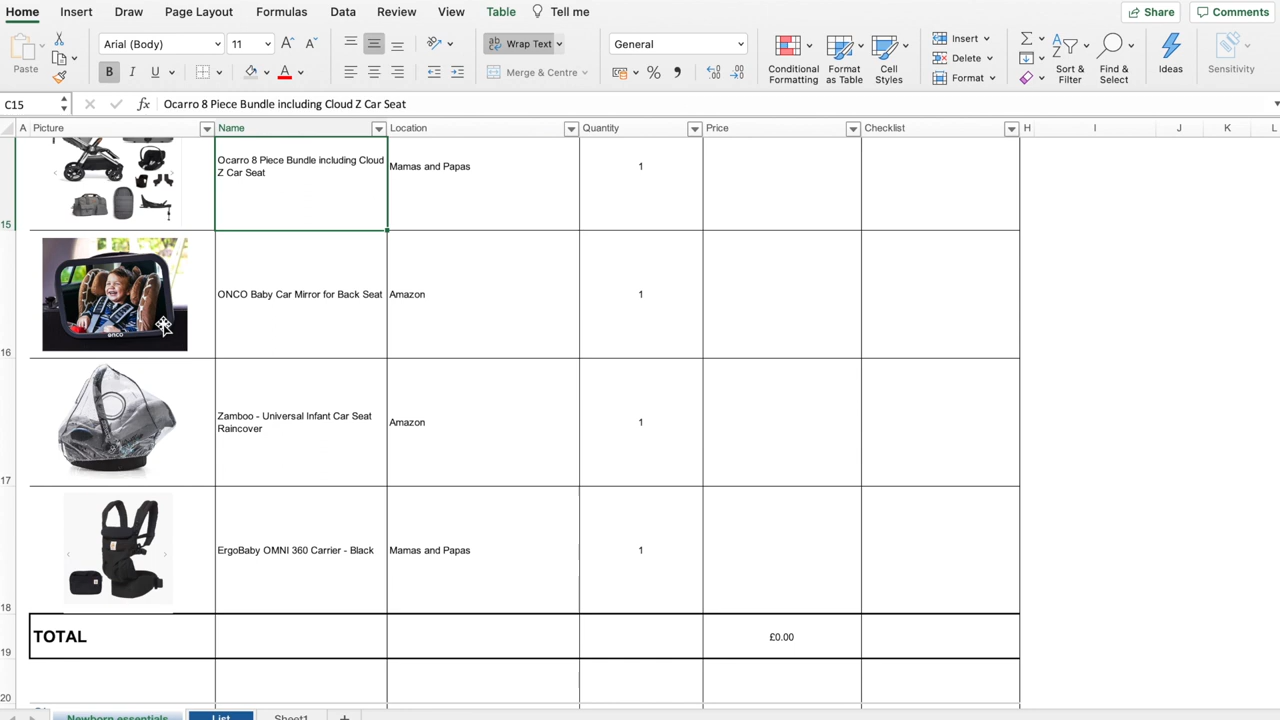 Home Insert Draw Page Layout Formulas Data Review View Table Tell me Share Comments
Arial (Body) 11 Wrap Text General Insert
Paste B I U Merge & Centre % Conditional Formatting Format as Table Cell Styles Delete Format Sort & Filter Find & Select Ideas Sensitivity
C15 fx Ocarro 8 Piece Bundle including Cloud Z Car Seat
A Picture Name Location Quantity Price Checklist H I J K L
Ocarro 8 Piece Bundle including Cloud
Z Car Seat
Mamas and Papas 1
15
ONCO Baby Car Mirror for Back Seat Amazon 1
onco
16
Zamboo - Universal Infant Car Seat
Raincover
Amazon 1
17
ErgoBaby OMNI 360 Carrier - Black Mamas and Papas 1
18
TOTAL £0.00
19
20
Newborn essentials List Sheet1 +